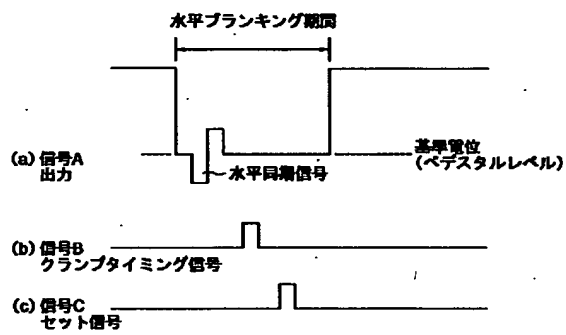 水平ブランキング期間
(a) 信号A
出力
水平同期信号
基準電位
(ペデスタルレベル)
(b) 信号B
クランプタイミング信号
(c) 信号C
セット信号